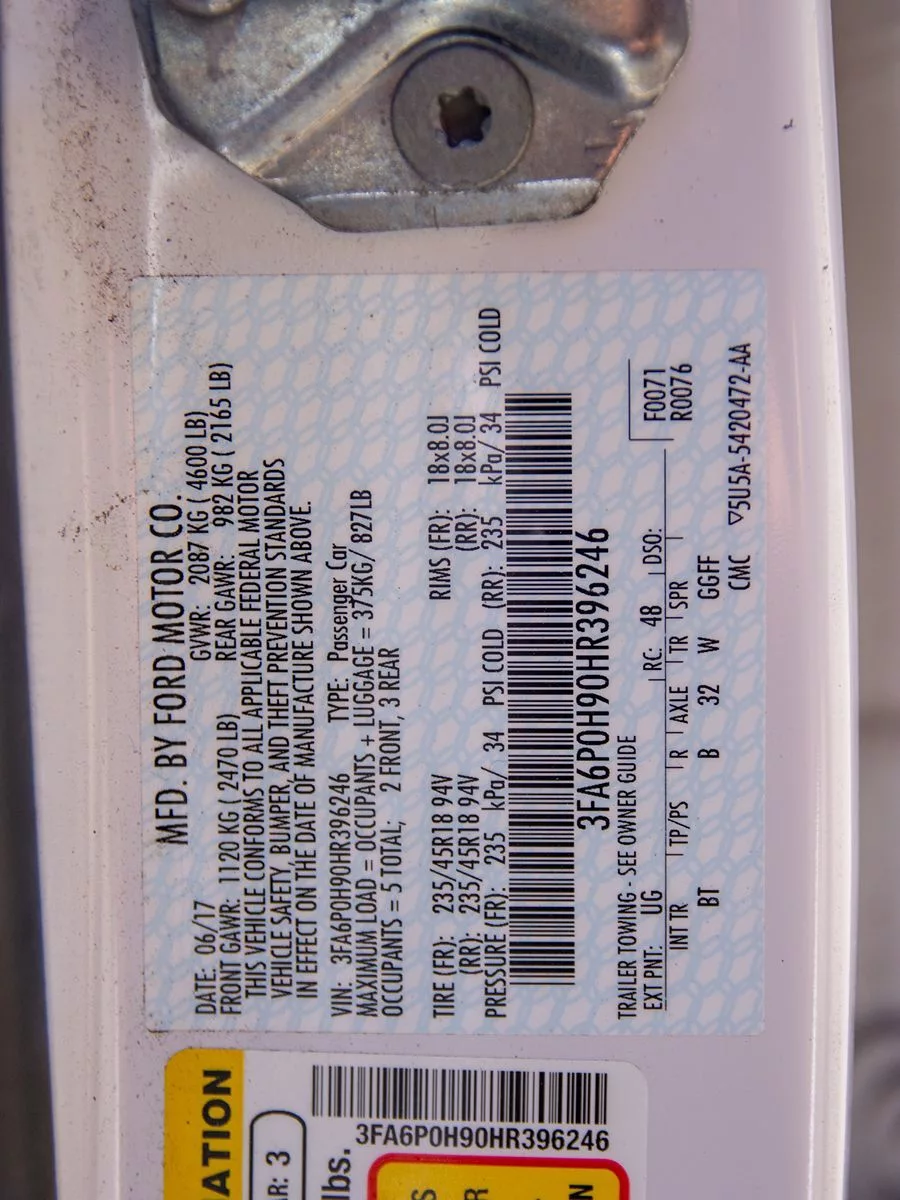 MFD. BY FORD MOTOR CO.
DATE: 06/17 GVWR: 2087 KG ( 4600 LB)
FRONT GAWR: 1120 KG ( 2470 LB) REAR GAWR: 982 KG ( 2165 LB)
THIS VEHICLE CONFORMS TO ALL APPLICABLE FEDERAL MOTOR
VEHICLE SAFETY, BUMPER, AND THEFT PREVENTION STANDARDS
IN EFFECT ON THE DATE OF MANUFACTURE SHOWN ABOVE.
VIN: 3FA6P0H90HR396246 TYPE: Passenger Car
MAXIMUM LOAD = OCCUPANTS + LUGGAGE = 375KG/ 827LB
OCCUPANTS = 5 TOTAL; 2 FRONT, 3 REAR
TIRE (FR): 235/45R18 94V RIMS (FR): 18x8.0J
(RR): 235/45R18 94V (RR): 18x8.0J
PRESSURE (FR): 235 kPa/ 34 PSI COLD (RR): 235 kPa/ 34 PSI COLD
3FA6P0H90HR396246
TRAILER TOWING - SEE OWNER GUIDE
EXT PNT: UG RC: 48 DSO: F0071
INT TR TP/PS R AXLE TR SPR R0076
BT B 32 W GGFF
CMC ▽5U5A-5420472-AA
ATION
AR: 3
lbs.
3FA6P0H90HR396246
S
R
N